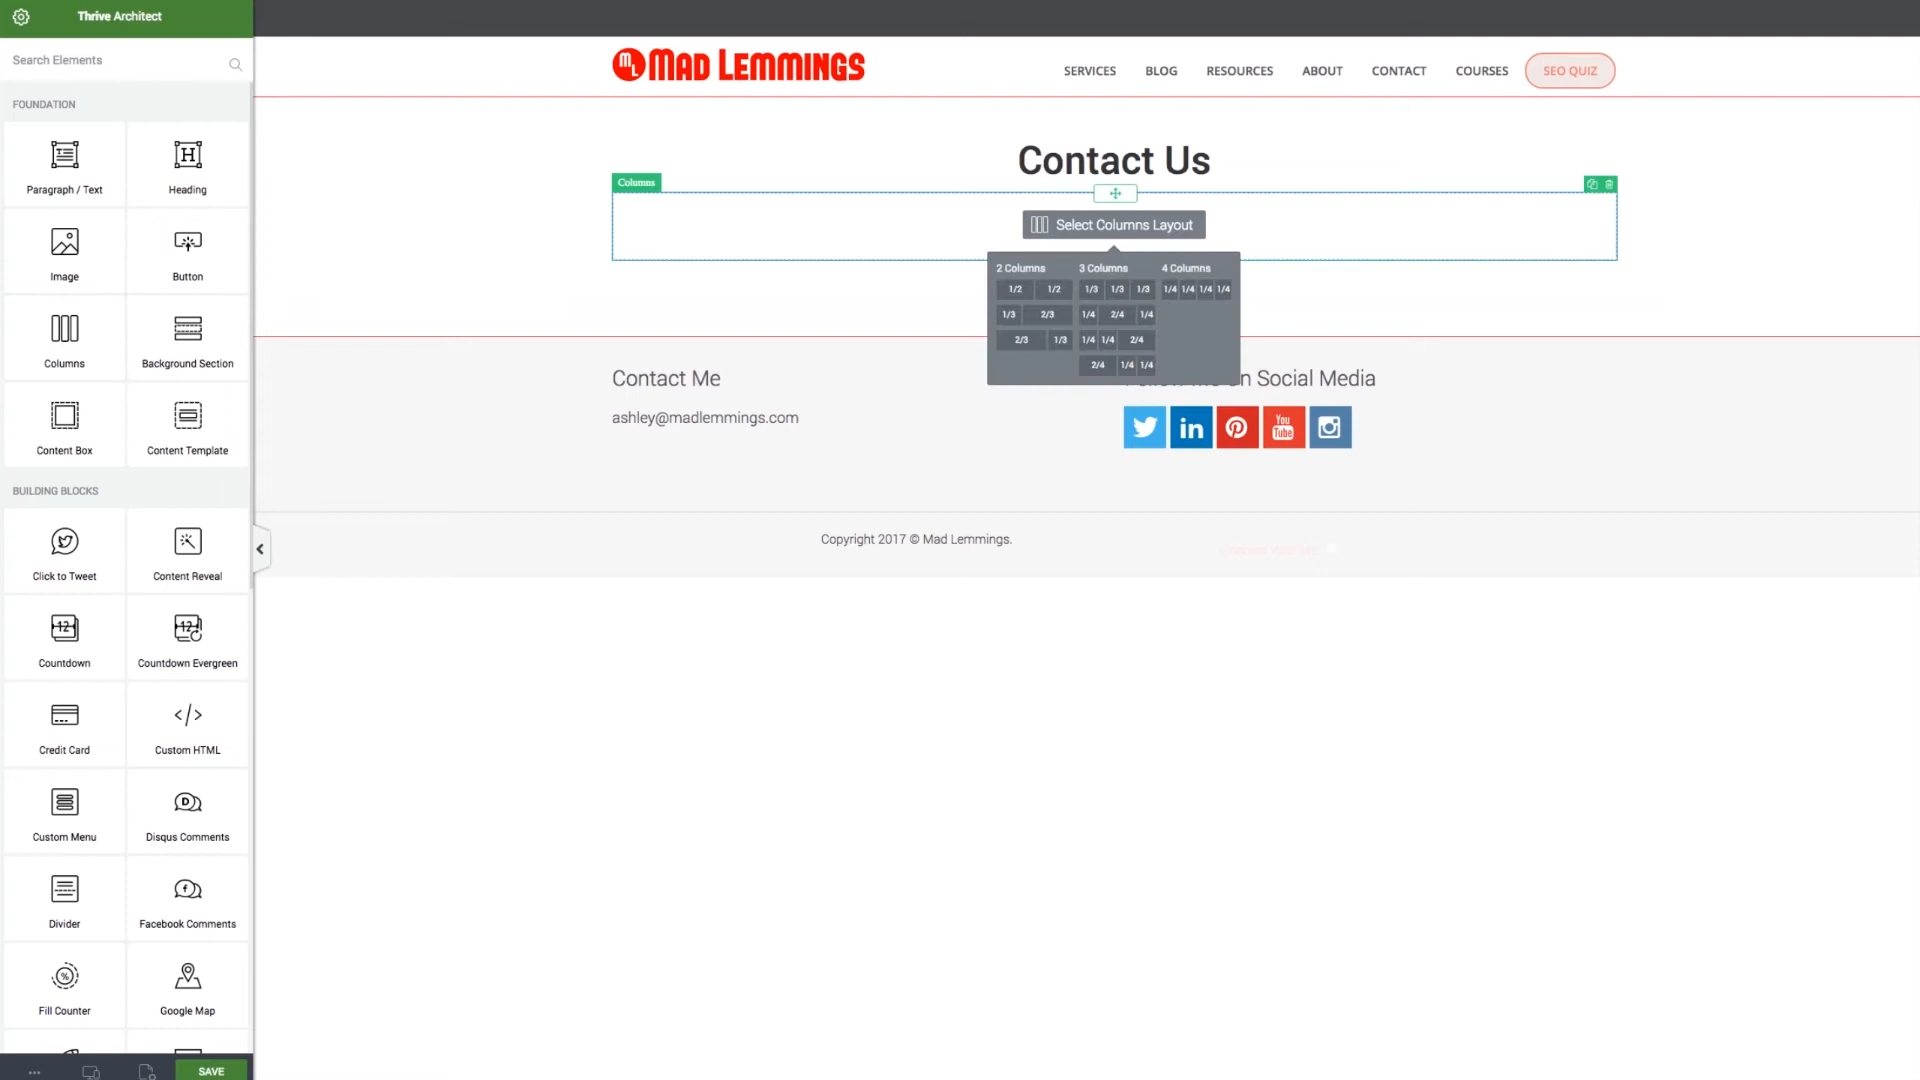 Thrive Architect
Search Elements
FOUNDATION
Paragraph / Text
Heading
Image
Button
Columns
Background Section
Content Box
Content Template
BUILDING BLOCKS
Click to Tweet
Content Reveal
Countdown
Countdown Evergreen
Credit Card
Custom HTML
Custom Menu
Disqus Comments
Divider
Facebook Comments
Fill Counter
Google Map
SAVE
ML MAD LEMMINGS
SERVICES BLOG RESOURCES ABOUT CONTACT COURSES SEO QUIZ
Contact Us
Columns
Select Columns Layout
2 Columns 3 Columns 4 Columns
1/2 1/2 1/3 1/3 1/3 1/4 1/4 1/4 1/4
1/3 2/3 1/4 2/4 1/4
2/3 1/3 1/4 1/4 2/4
2/4 1/4 1/4
Contact Me
n Social Media
ashley@madlemmings.com
You Tube
Copyright 2017 © Mad Lemmings.